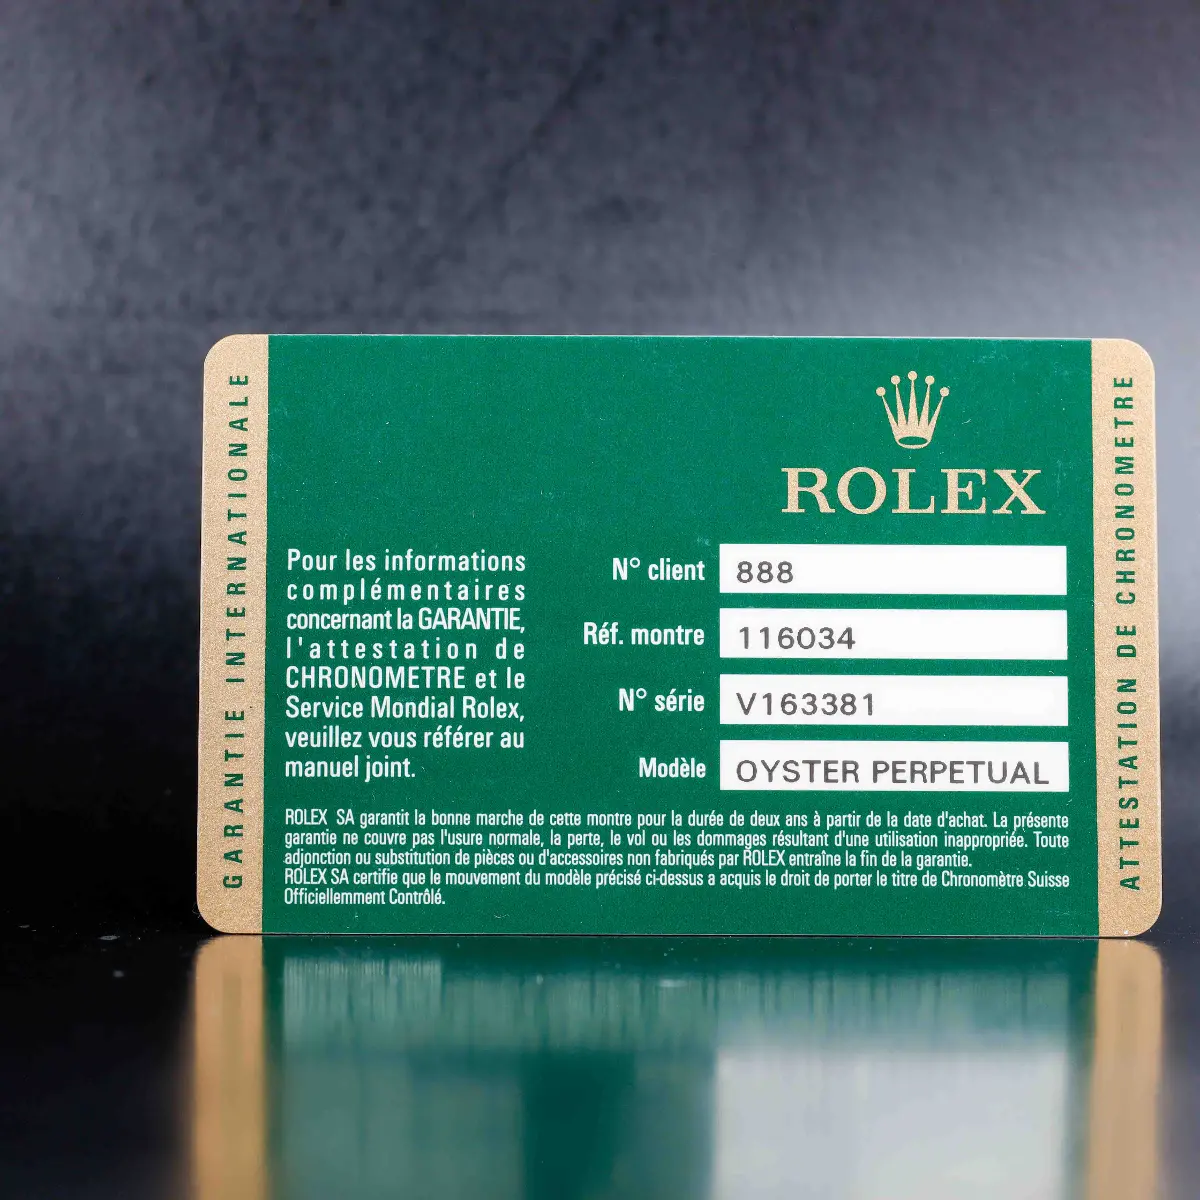 GARANTIE INTERNATIONALE
ROLEX
Pour les informations
complémentaires
concernant la GARANTIE,
l'attestation de
CHRONOMETRE et le
Service Mondial Rolex,
veuillez vous référer au
manuel joint.
N° client 888
Réf. montre 116034
N° série V163381
Modèle OYSTER PERPETUAL
ROLEX SA garantit la bonne marche de cette montre pour la durée de deux ans à partir de la date d'achat. La présente
garantie ne couvre pas l'usure normale, la perte, le vol ou les dommages résultant d'une utilisation inappropriée. Toute
adjonction ou substitution de pièces ou d'accessoires non fabriqués par ROLEX entraîne la fin de la garantie.
ROLEX SA certifie que le mouvement du modèle précisé ci-dessus a acquis le droit de porter le titre de Chronomètre Suisse
Officiellemment Contrôlé.
ATTESTATION DE CHRONOMETRE